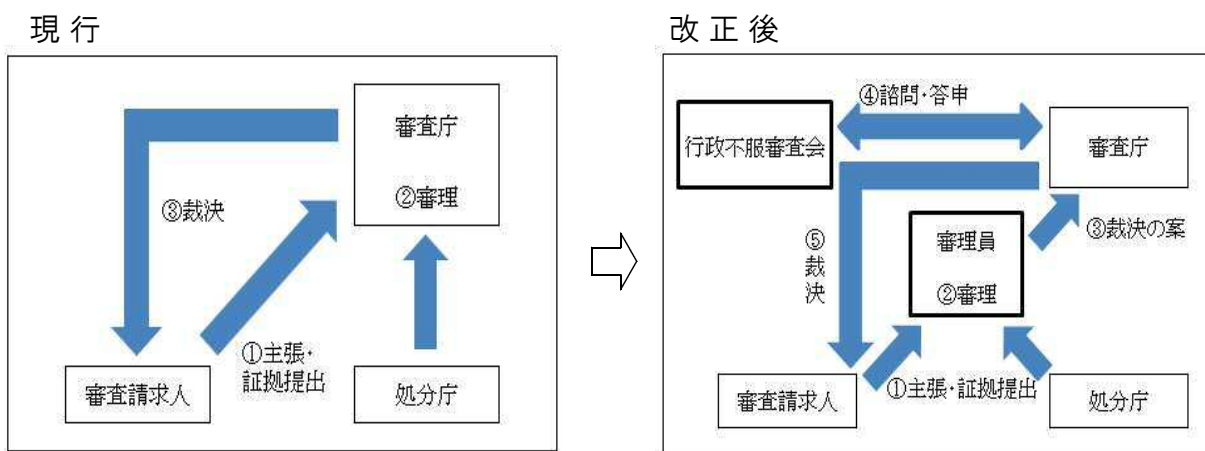 現行
審査庁
②審理
③裁決
①主張・
証拠提出
審査請求人
処分庁
改正後
④諮問・答申
行政不服審査会
審査庁
⑤
裁
決
審理員
②審理
③裁決の案
①主張・証拠提出
審査請求人
処分庁